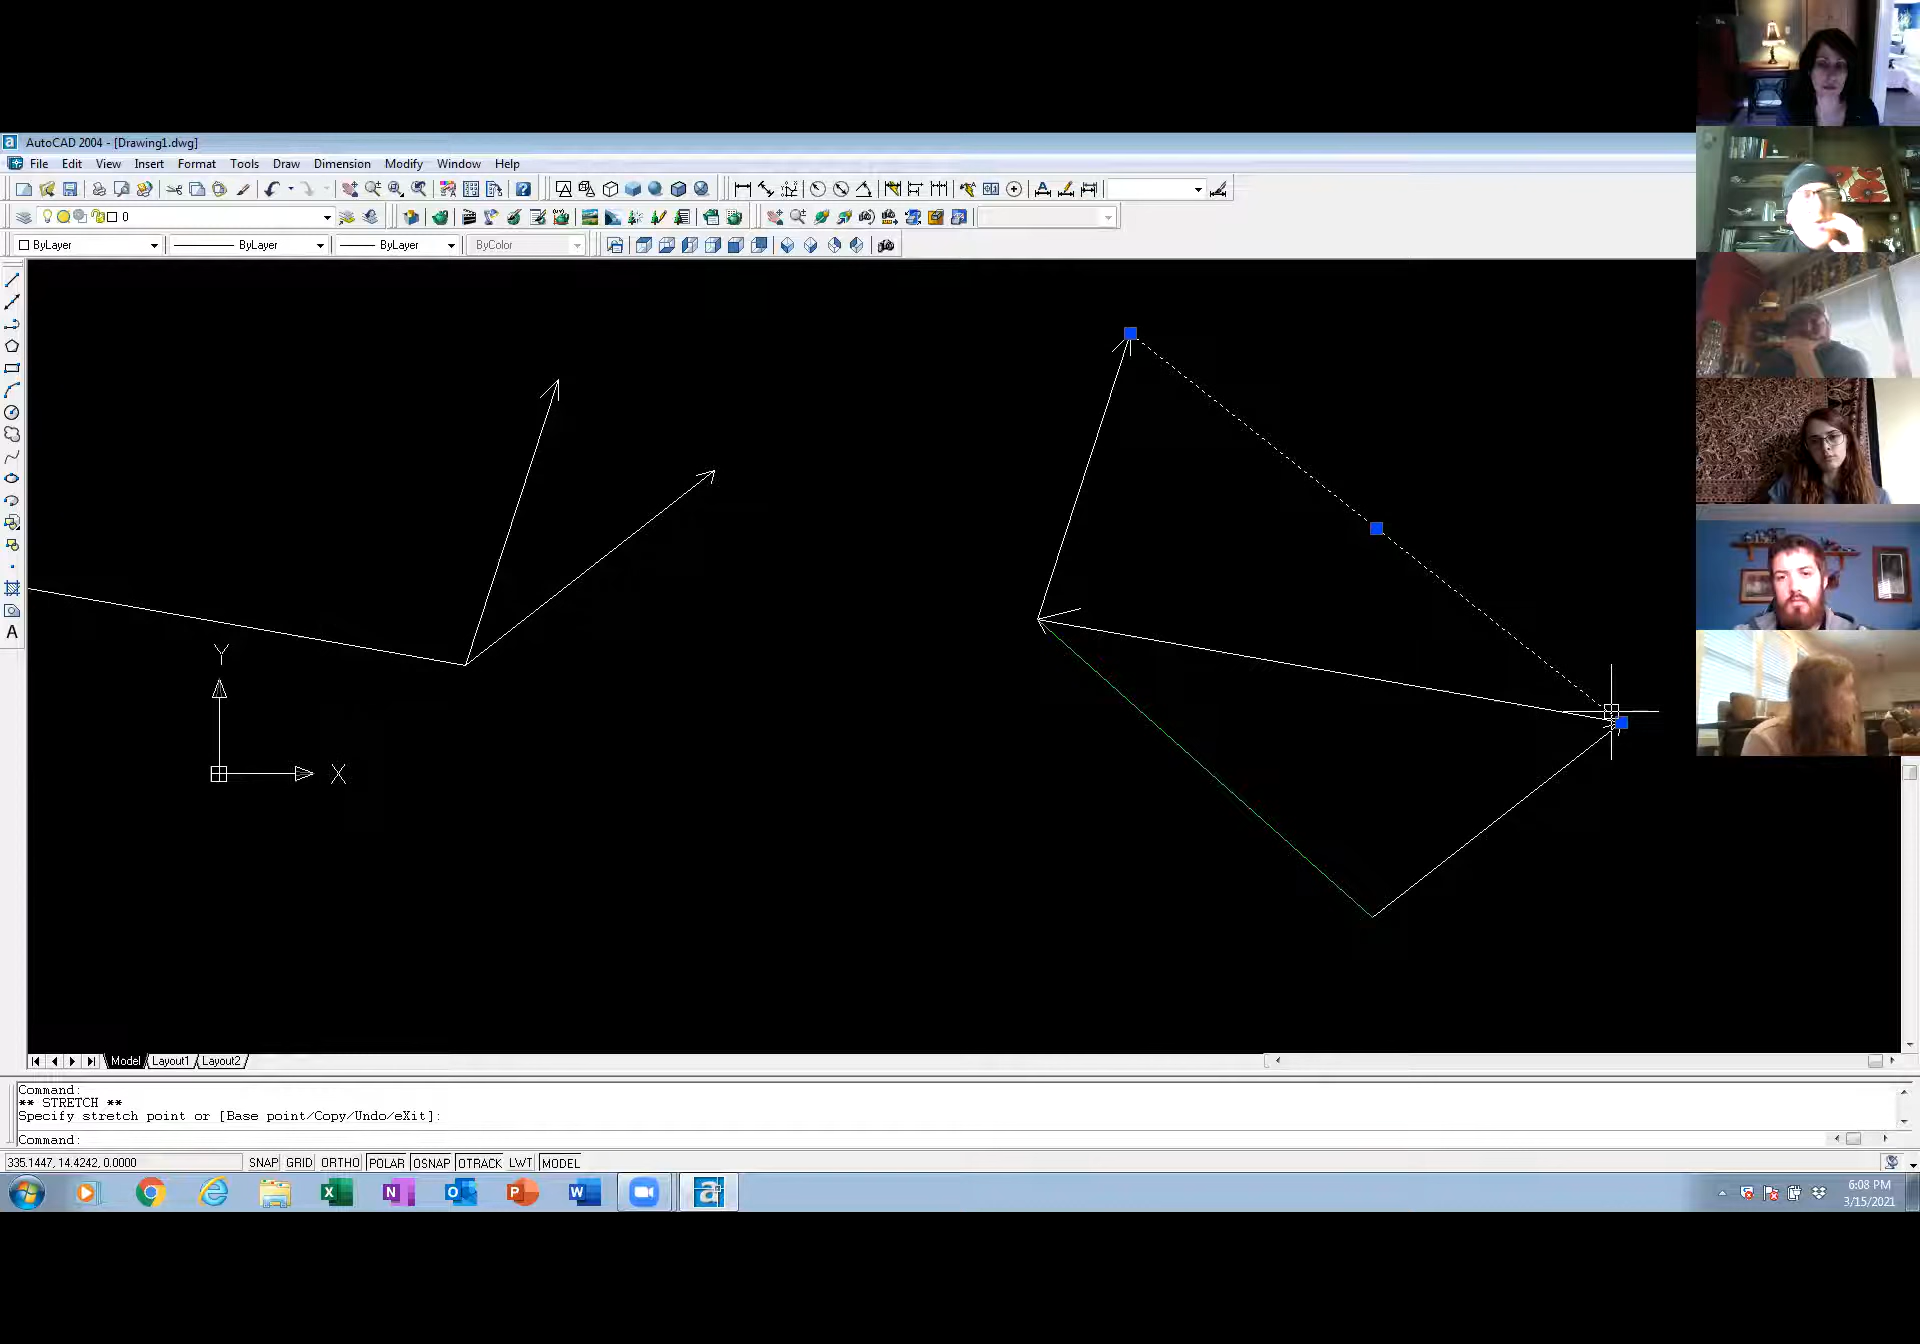 AutoCAD 2004 - [Drawing1.dwg]
File Edit View Insert Format Tools Draw Dimension Modify Window Help
0
ByLayer ByLayer ByLayer ByColor
A
Y
X
Model Layout1 Layout2
Command:
** STRETCH **
Specify stretch point or [Base point/Copy/Undo/eXit]:
Command:
335.1447, 14.4242, 0.0000 SNAP GRID ORTHO POLAR OSNAP OTRACK LWT MODEL
6:08 PM
3/15/2021